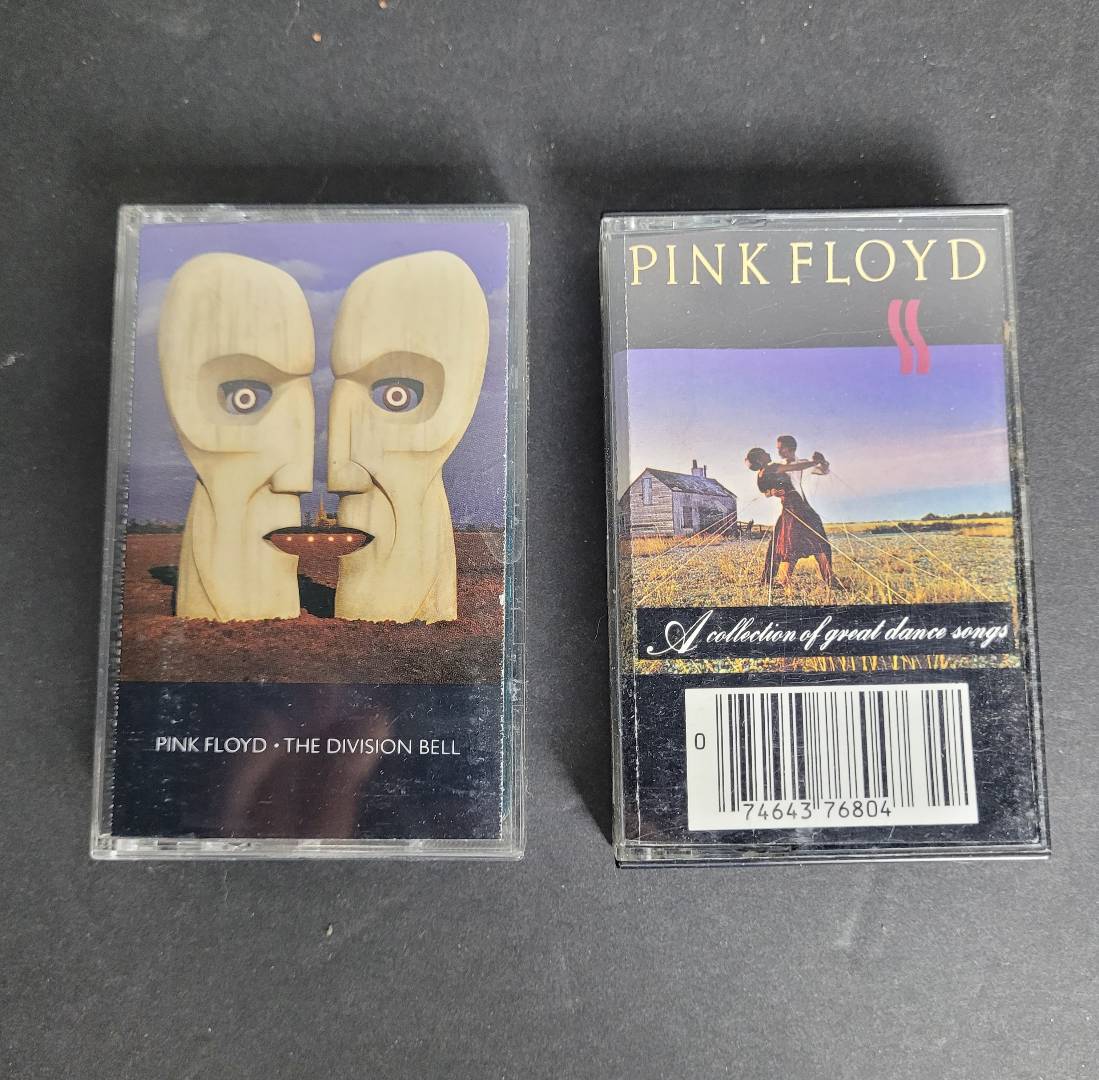 PINK FLOYD • THE DIVISION BELL
PINK FLOYD
A collection of great dance songs
0
74643 76804